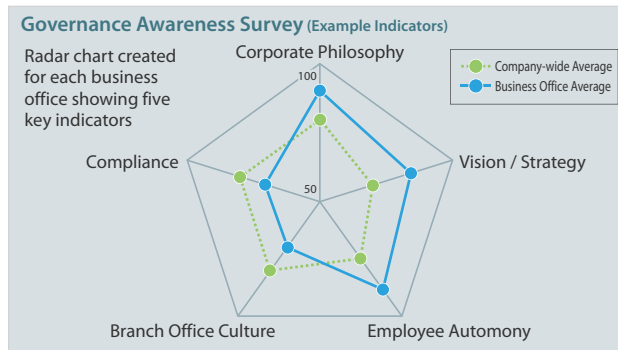 Governance Awareness Survey (Example Indicators)
Radar chart created
for each business
office showing five
key indicators
Corporate Philosophy
Company-wide Average
Business Office Average
100
Compliance
Vision / Strategy
50
Branch Office Culture
Employee Automony